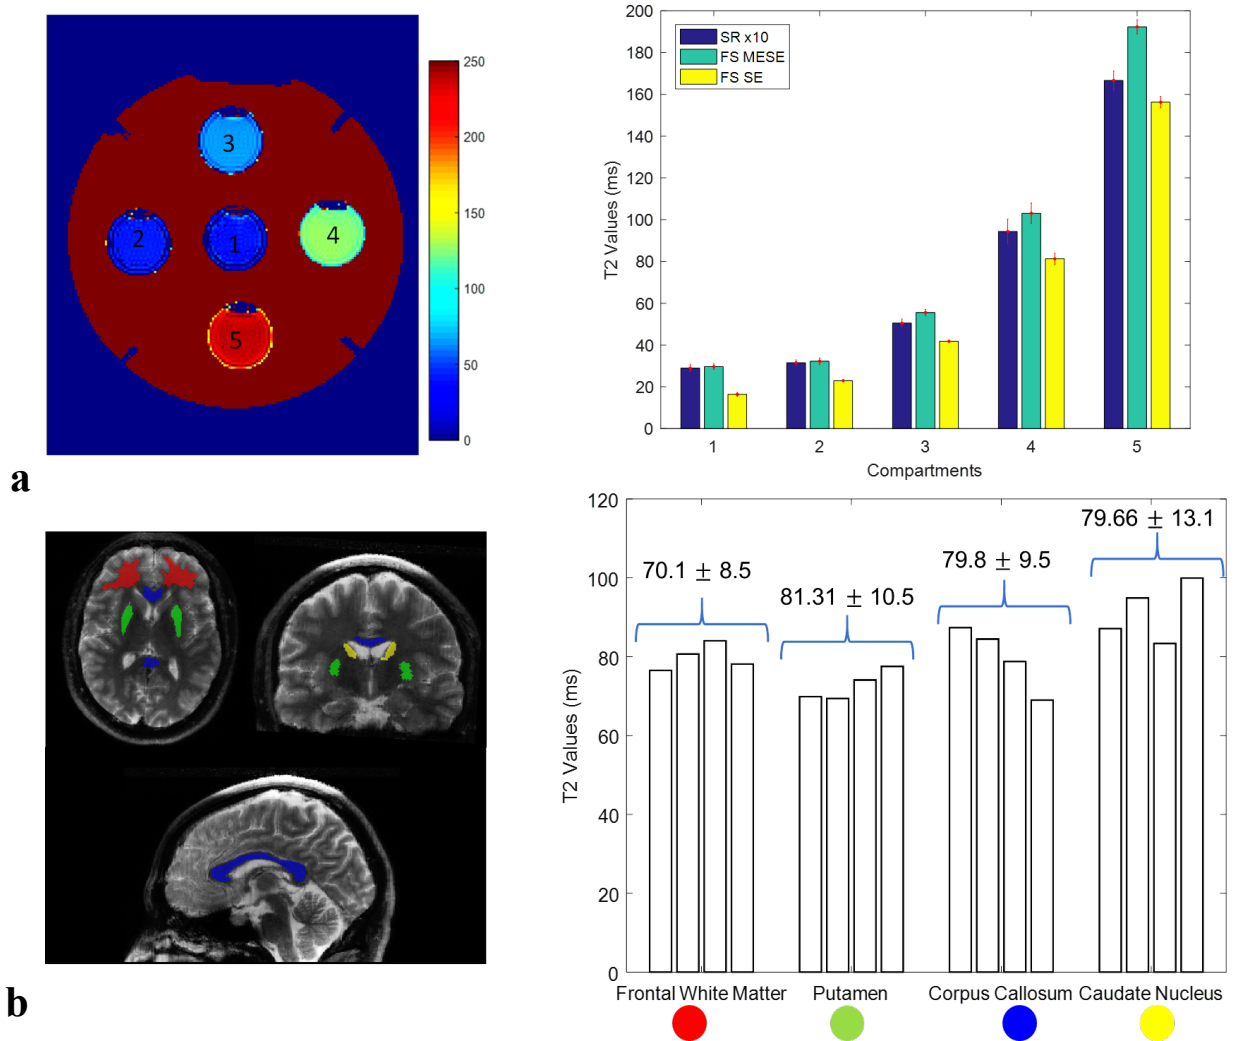 3
2
1
4
5
250
200
150
100
50
0
a
200
180
160
140
120
100
80
60
40
20
0
T2 Values (ms)
SR x10
FS MESE
FS SE
1 2 3 4 5
Compartments
b
120
100
80
60
40
20
0
T2 Values (ms)
70.1 ± 8.5
81.31 ± 10.5
79.8 ± 9.5
79.66 ± 13.1
Frontal White Matter Putamen Corpus Callosum Caudate Nucleus